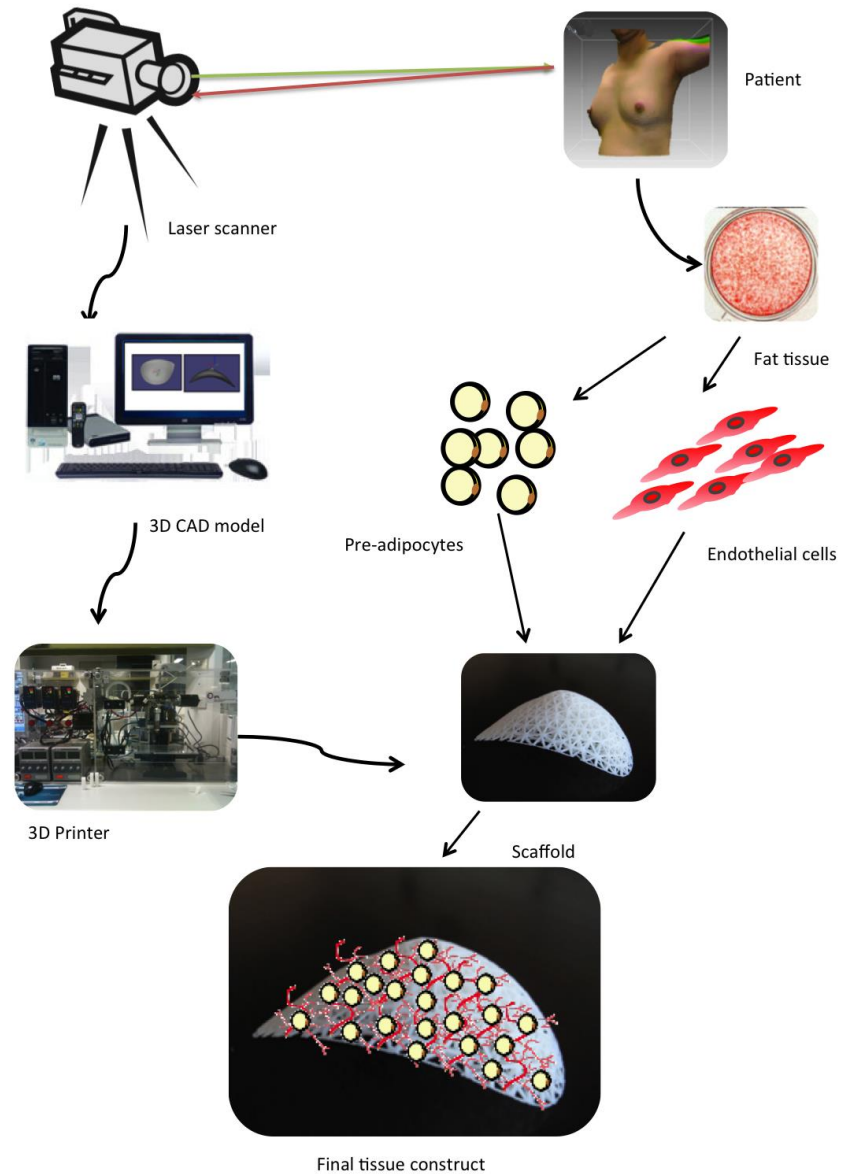 Patient
Laser scanner
Fat tissue
3D CAD model
Pre-adipocytes
Endothelial cells
3D Printer
Scaffold
Final tissue construct